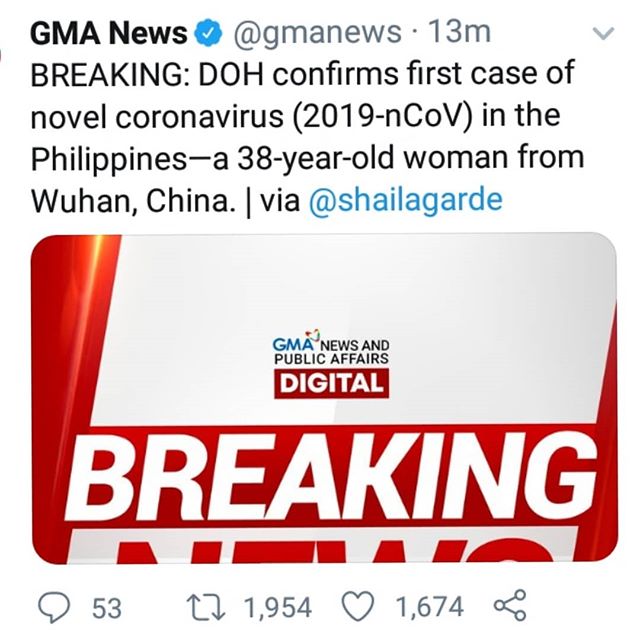 GMA News @gmanews · 13m
BREAKING: DOH confirms first case of
novel coronavirus (2019-nCoV) in the
Philippines—a 38-year-old woman from
Wuhan, China. | via @shailagarde
GMA NEWS AND
PUBLIC AFFAIRS
DIGITAL
BREAKING
NEWS
53 1,954 1,674